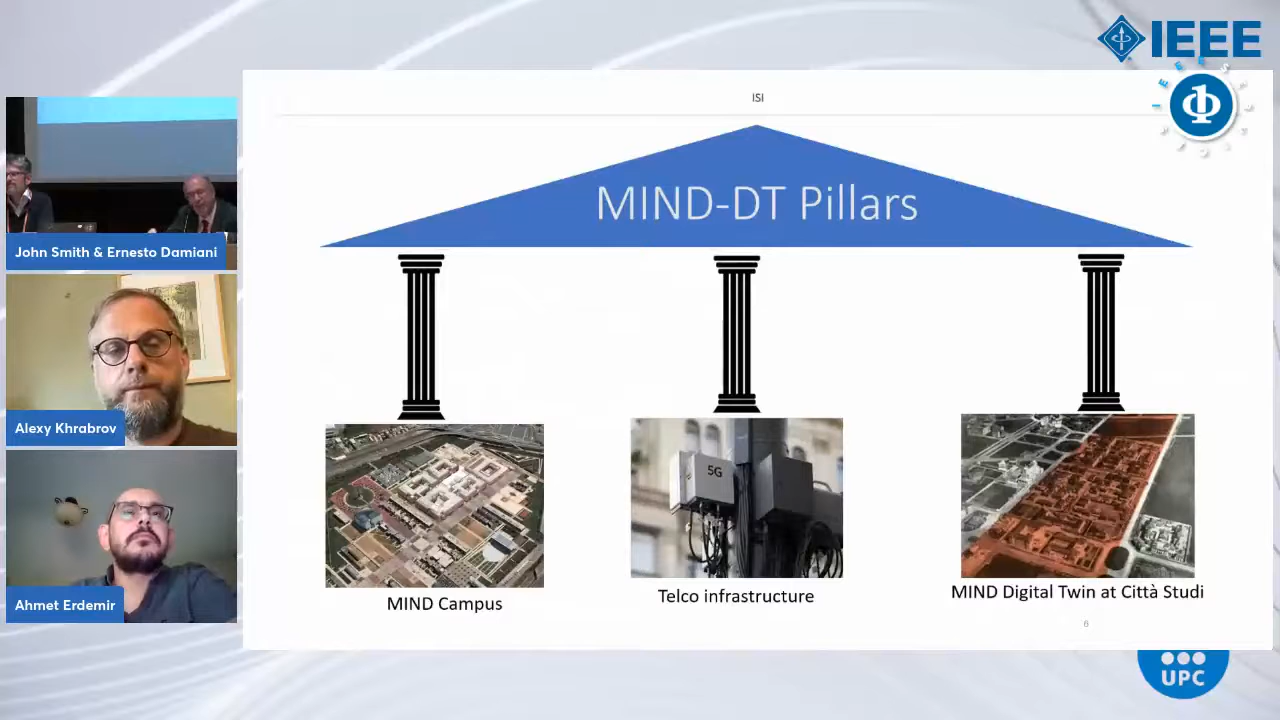 IEEE
ISI
MIND-DT Pillars
John Smith & Ernesto Damiani
Alexy Khrabrov
Ahmet Erdemir
5G
MIND Campus
Telco infrastructure
MIND Digital Twin at Città Studi
6
UPC